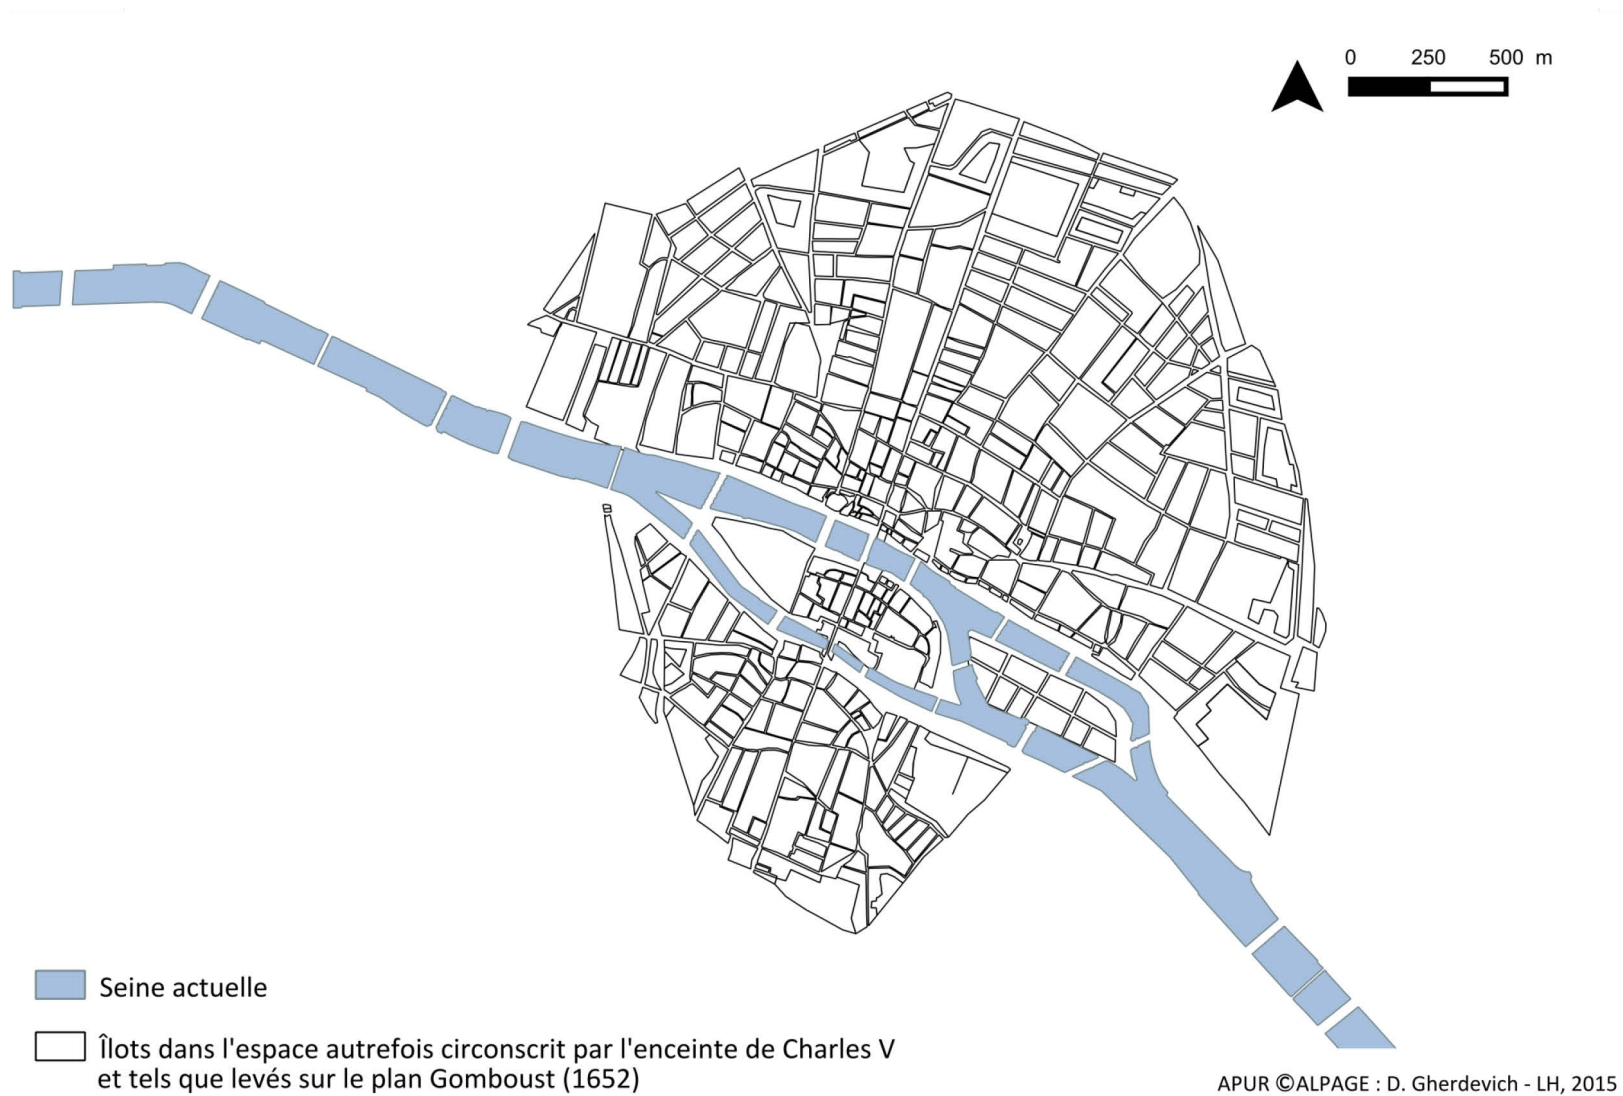 0 250 500 m
Seine actuelle
Îlots dans l'espace autrefois circonscrit par l'enceinte de Charles V
et tels que levés sur le plan Gomboust (1652)
APUR ©ALPAGE : D. Gherdevich - LH, 2015